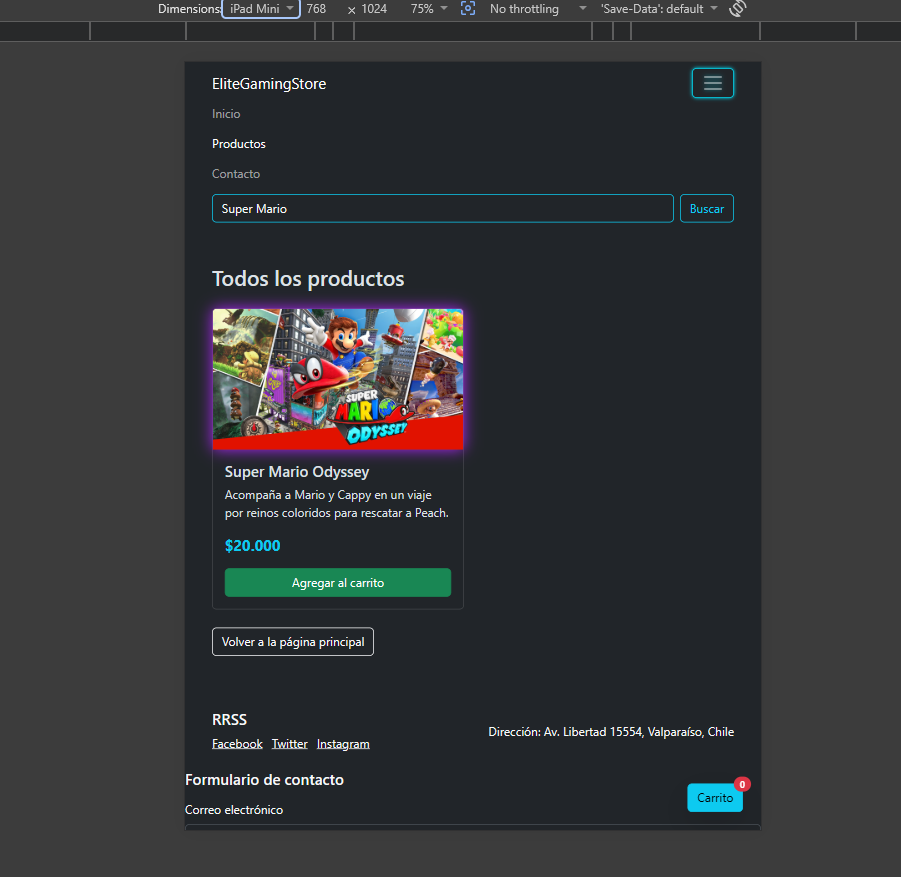 Dimensions: iPad Mini 768 × 1024 75% No throttling 'Save-Data': default
EliteGamingStore
Inicio
Productos
Contacto
Super Mario Buscar
Todos los productos
SUPER
MARIO
ODYSSEY
Super Mario Odyssey
Acompaña a Mario y Cappy en un viaje
por reinos coloridos para rescatar a Peach.
$20.000
Agregar al carrito
Volver a la página principal
RRSS
Facebook Twitter Instagram
Dirección: Av. Libertad 15554, Valparaíso, Chile
Formulario de contacto
Correo electrónico
Carrito 0